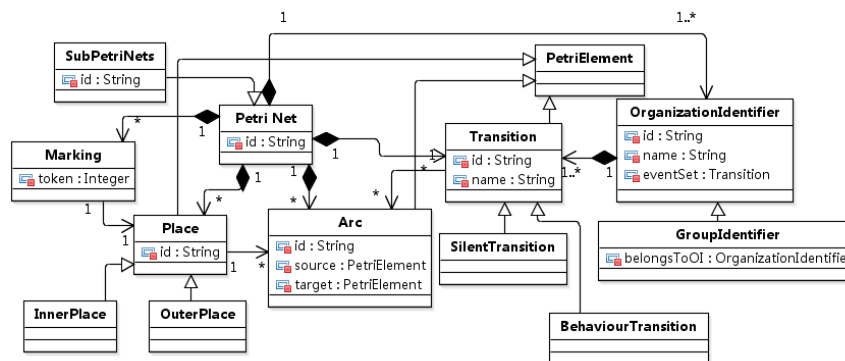 1
1..*
SubPetriNets
id : String
PetriElement
Petri Net
id : String
OrganizationIdentifier
id : String
name : String
eventSet : Transition
*
1
1
1
Transition
id : String
name : String
Marking
token : Integer
1
1
1
*
1..*
1
*
*
Place
id : String
1
1
*
Arc
id : String
source : PetriElement
target : PetriElement
SilentTransition
GroupIdentifier
belongsToOI : OrganizationIdentifie
InnerPlace
OuterPlace
BehaviourTransition